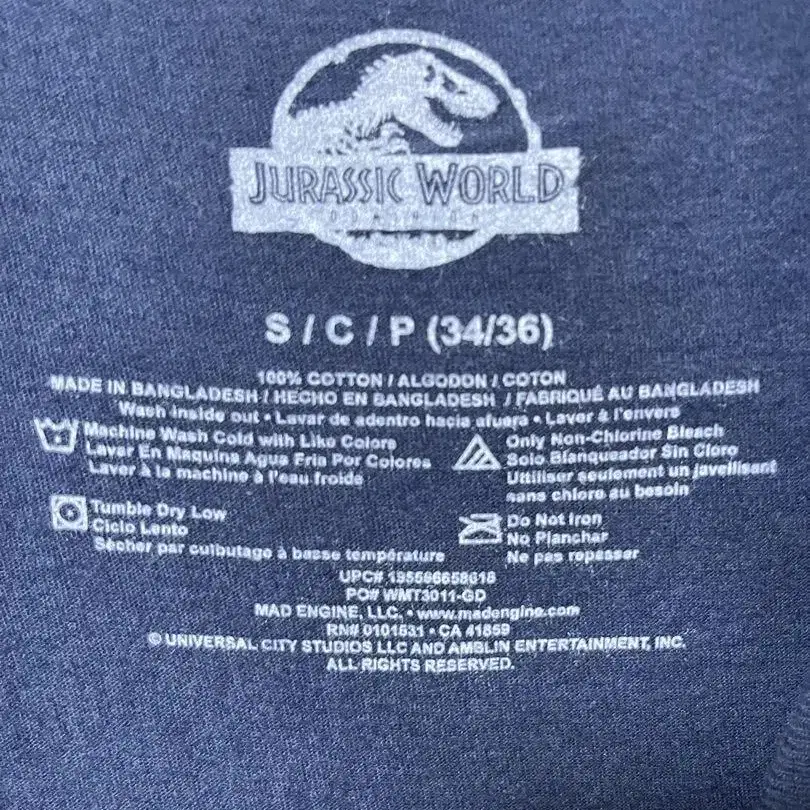 JURASSIC WORLD
DOMINION
S / C / P (34/36)
100% COTTON / ALGODON / COTON
MADE IN BANGLADESH / HECHO EN BANGLADESH / FABRIQUÉ AU BANGLADESH
Wash inside out • Lavar de adentro hacia afuera • Laver à l'envers
Machine Wash Cold with Like Colors
Lavar En Maquina Agua Fria Por Colores
Laver à la machine à l'eau froide
Only Non-Chlorine Bleach
Solo Blanqueador Sin Cloro
Utiliser seulement un javellisant
sans chlore au besoin
Tumble Dry Low
Ciclo Lento
Sécher par culbutage à basse température
Do Not Iron
No Planchar
Ne pas repasser
UPC# 195596658618
PO# WMT3011-GD
MAD ENGINE, LLC. • www.madengine.com
RN# 0101631 • CA 41859
© UNIVERSAL CITY STUDIOS LLC AND AMBLIN ENTERTAINMENT, INC.
ALL RIGHTS RESERVED.